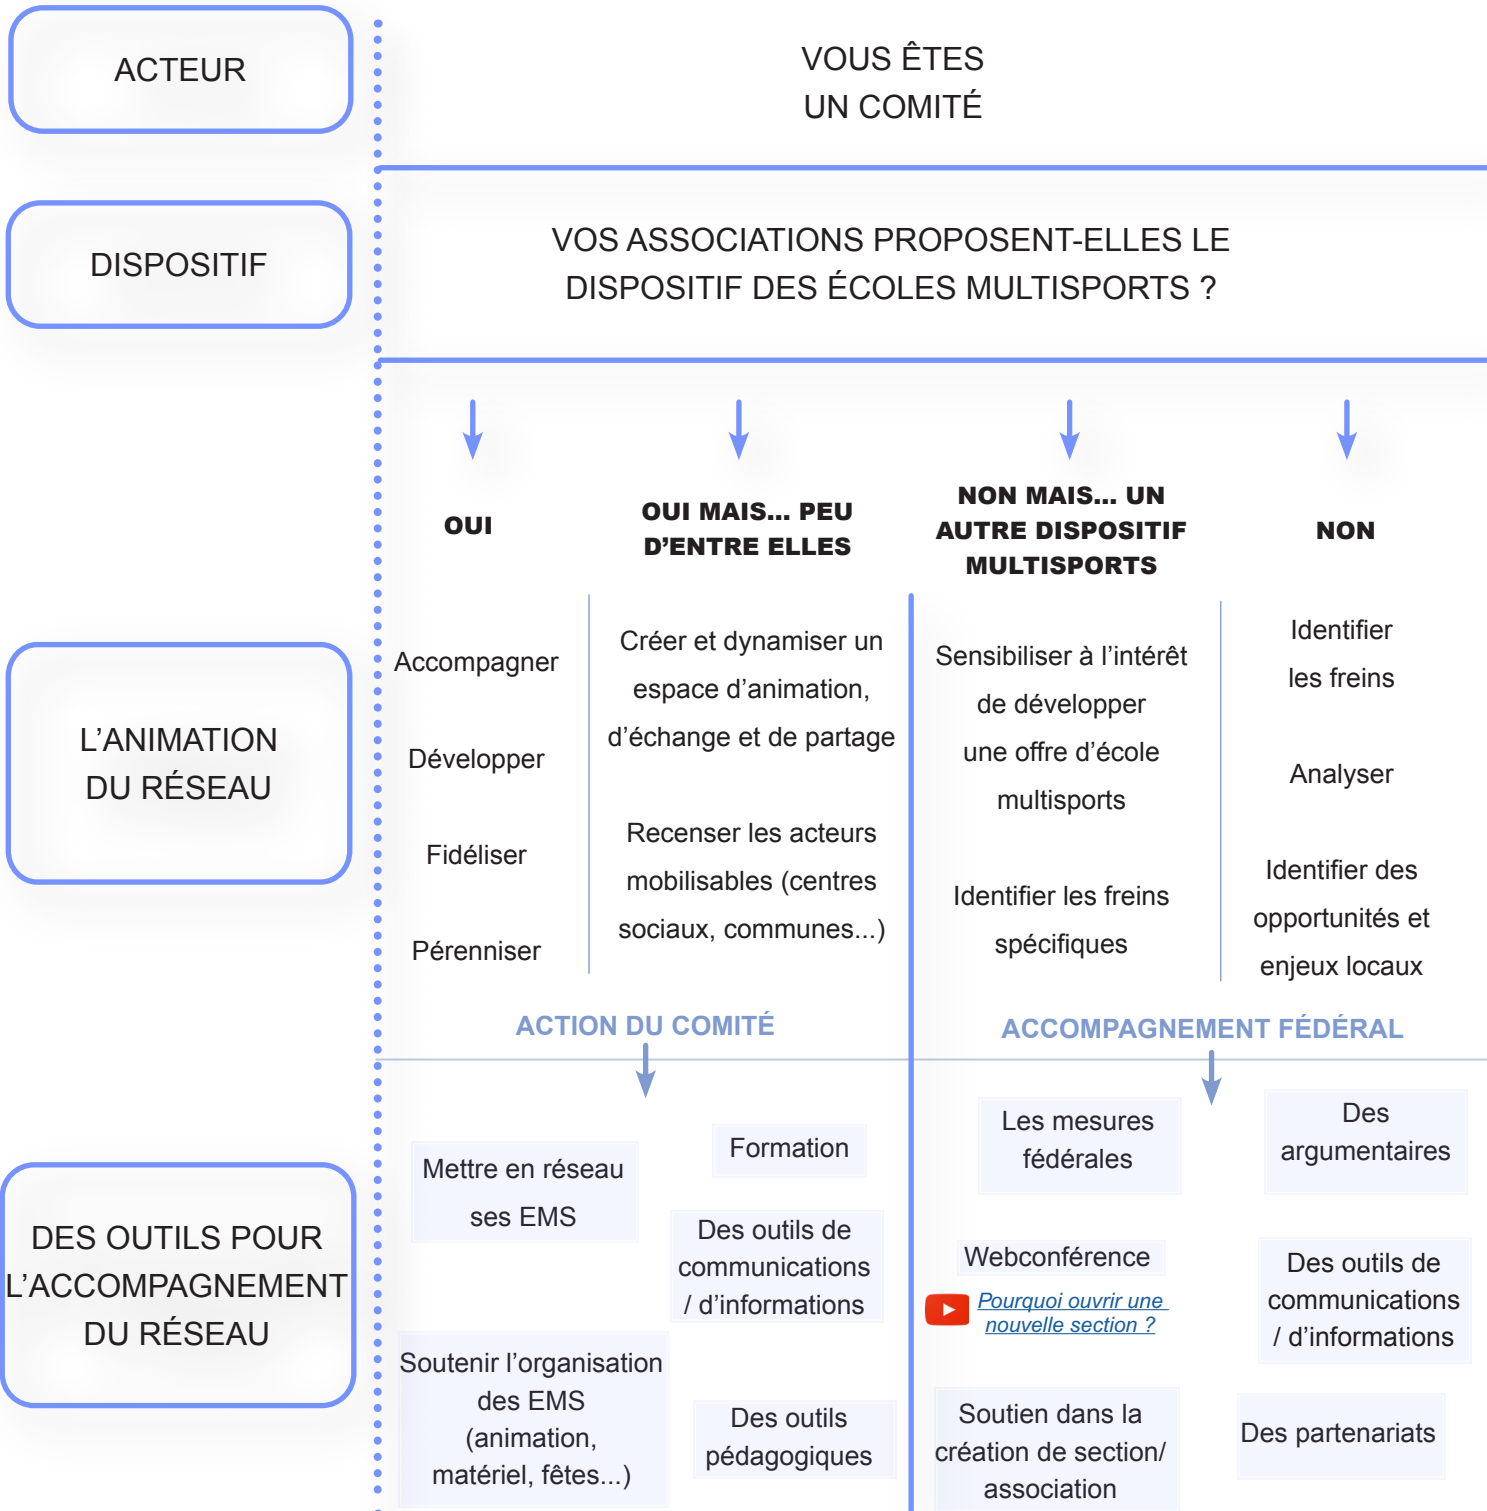 ACTEUR
VOUS ÊTES
UN COMITÉ
DISPOSITIF
VOS ASSOCIATIONS PROPOSENT-ELLES LE
DISPOSITIF DES ÉCOLES MULTISPORTS ?
OUI
OUI MAIS... PEU
D’ENTRE ELLES
NON MAIS... UN
AUTRE DISPOSITIF
MULTISPORTS
NON
L’ANIMATION
DU RÉSEAU
Accompagner
Développer
Fidéliser
Pérenniser
Créer et dynamiser un
espace d’animation,
d’échange et de partage
Recenser les acteurs
mobilisables (centres
sociaux, communes...)
Sensibiliser à l’intérêt
de développer
une offre d’école
multisports
Identifier les freins
spécifiques
Identifier
les freins
Analyser
Identifier des
opportunités et
enjeux locaux
ACTION DU COMITÉ
ACCOMPAGNEMENT FÉDÉRAL
DES OUTILS POUR
L’ACCOMPAGNEMENT
DU RÉSEAU
Mettre en réseau
ses EMS
Soutenir l’organisation
des EMS
(animation,
matériel, fêtes...)
Formation
Des outils de
communications
/ d’informations
Des outils
pédagogiques
Les mesures
fédérales
Webconférence
Pourquoi ouvrir une
nouvelle section ?
Soutien dans la
création de section/
association
Des
argumentaires
Des outils de
communications
/ d’informations
Des partenariats